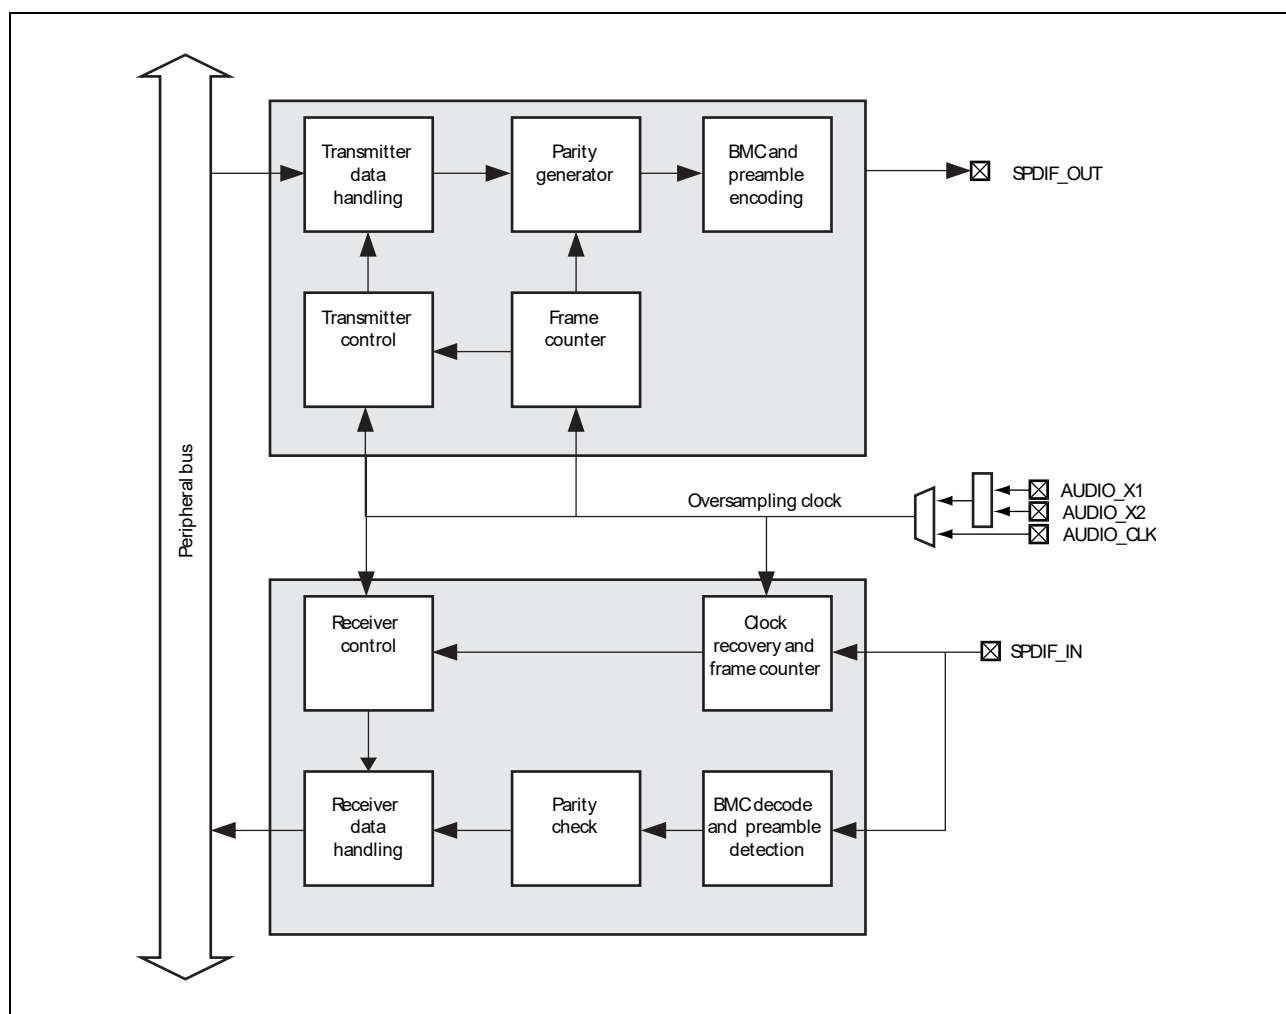 Transmitter
data
handling
Parity
generator
BMC and
preamble
encoding
SPDIF_OUT
Transmitter
control
Frame
counter
Peripheral bus
Oversampling clock
AUDIO_X1
AUDIO_X2
AUDIO_CLK
Receiver
control
Clock
recovery and
frame counter
SPDIF_IN
Receiver
data
handling
Parity
check
BMC decode
and preamble
detection